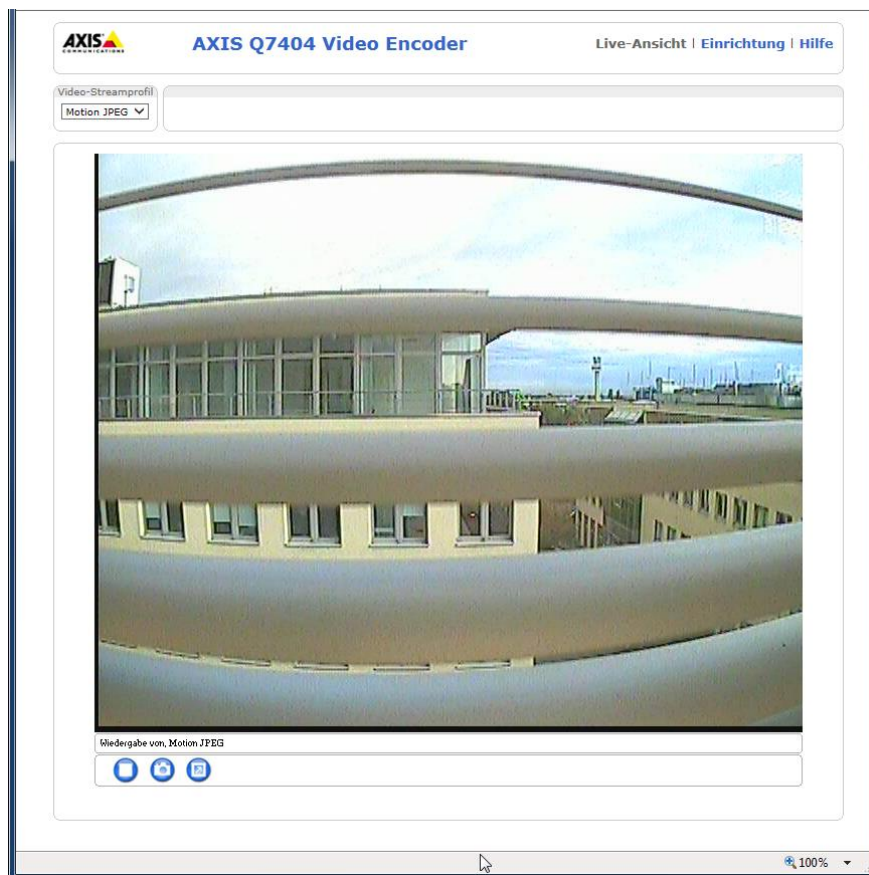 AXIS
COMMUNICATIONS
AXIS Q7404 Video Encoder
Live-Ansicht | Einrichtung | Hilfe
Video-Streamprofil
Motion JPEG
Wiedergabe von, Motion JPEG
100%